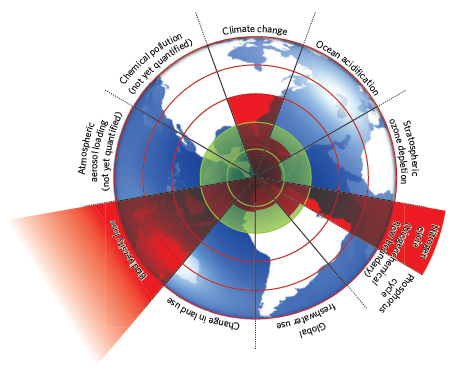 Climate change
Ocean acidification
Stratospheric
ozone depletion
Nitrogen
cycle
(biogeochemical
flow boundary)
Phosphorus
cycle
Global
freshwater use
Change in land use
Biodiversity loss
Atmospheric
aerosol loading
(not yet quantified)
Chemical pollution
(not yet quantified)